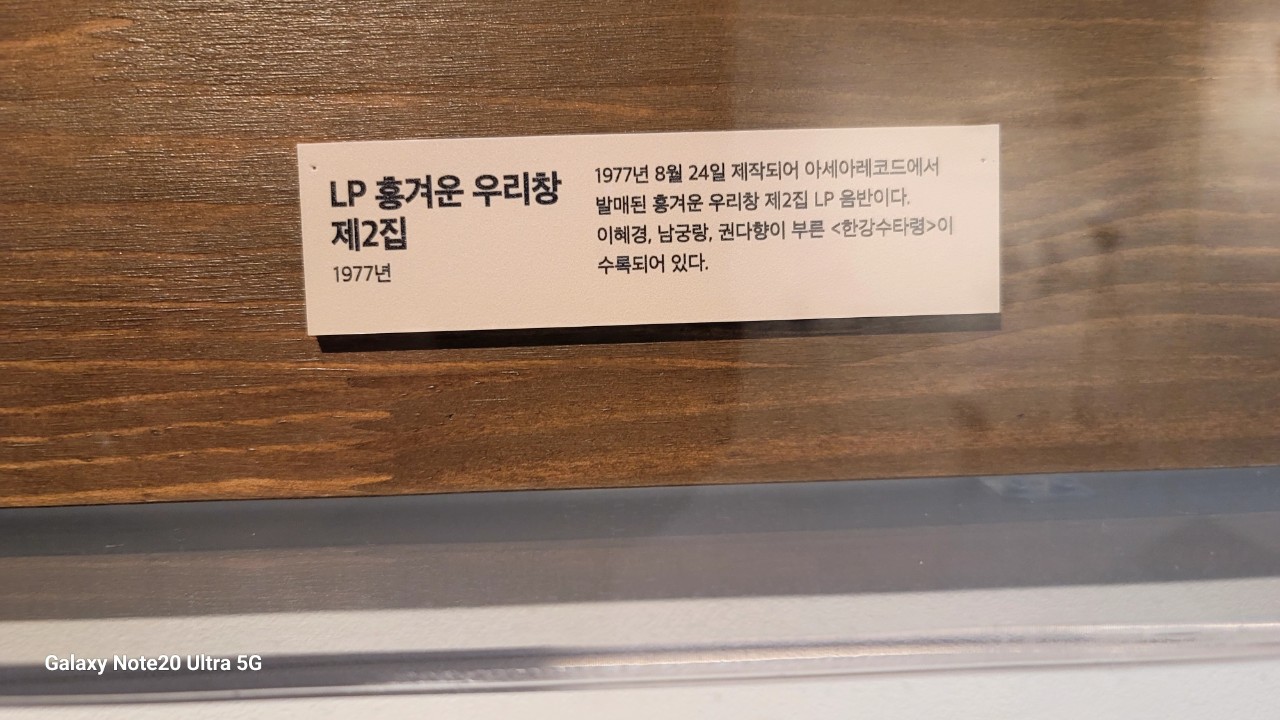 LP 흥겨운 우리창
제2집
1977년
1977년 8월 24일 제작되어 아세아레코드에서
발매된 흥겨운 우리창 제2집 LP 음반이다.
이혜경, 남궁랑, 권다향이 부른 <한강수타령>이
수록되어 있다.
Galaxy Note20 Ultra 5G